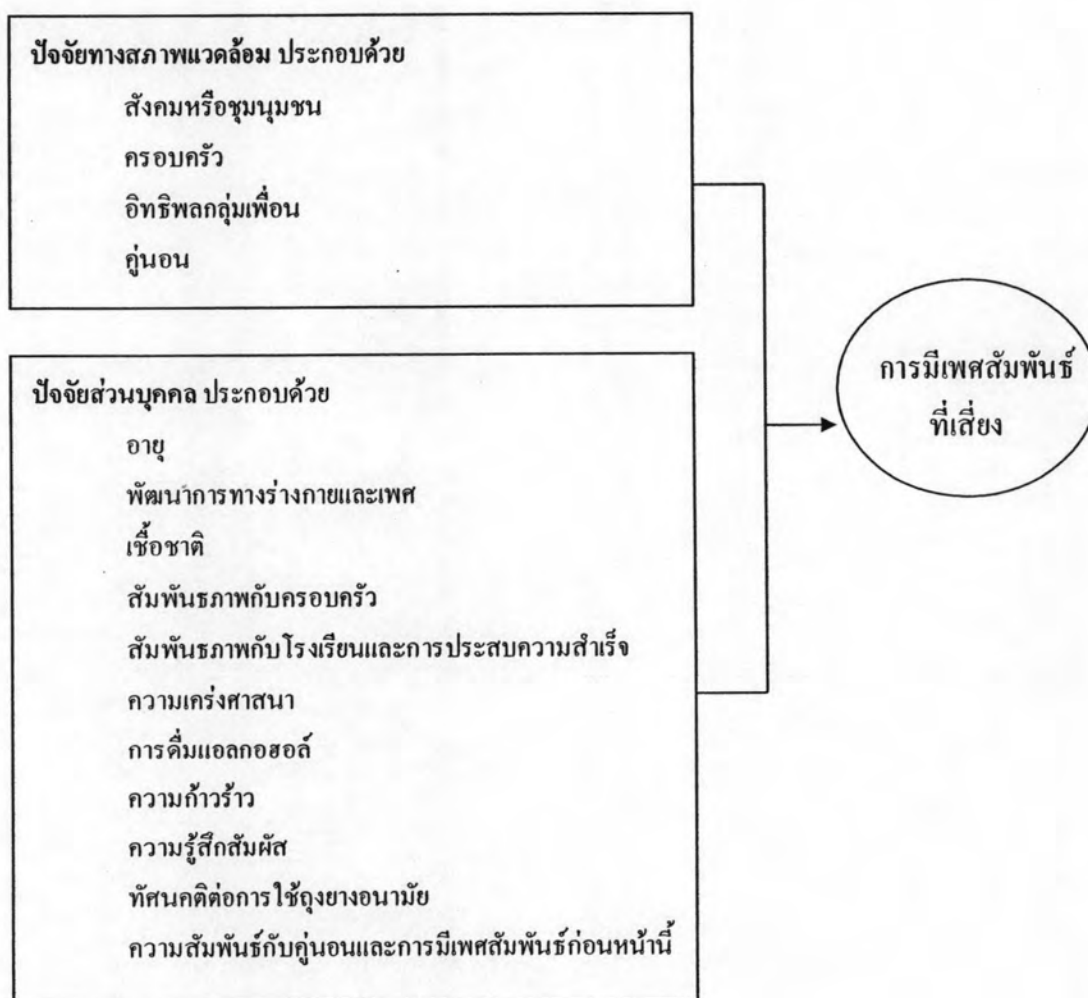 ปัจจัยทางสภาพแวดล้อม ประกอบด้วย
สังคมหรือชุมนุมชน
ครอบครัว
อิทธิพลกลุ่มเพื่อน
คู่นอน
ปัจจัยส่วนบุคคล ประกอบด้วย
อายุ
พัฒนาการทางร่างกายและเพศ
เชื้อชาติ
สัมพันธภาพกับครอบครัว
สัมพันธภาพกับโรงเรียนและการประสบความสำเร็จ
ความเคร่งศาสนา
การดื่มแอลกอฮอล์
ความก้าวร้าว
ความรู้สึกสัมผัส
ทัศนคติต่อการใช้ถุงยางอนามัย
ความสัมพันธ์กับคู่นอนและการมีเพศสัมพันธ์ก่อนหน้านี้
การมีเพศสัมพันธ์
ที่เสี่ยง